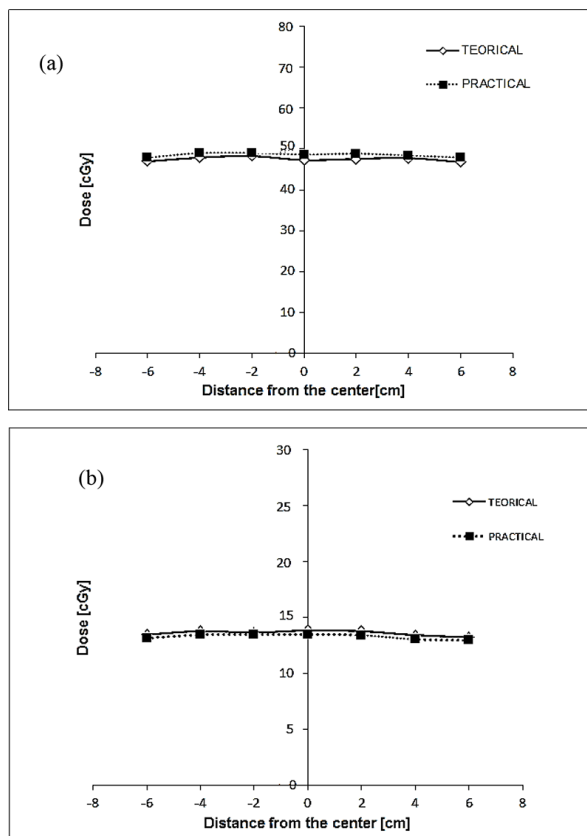 (a)
80
70
60
50
40
30
20
10
0
TEORICAL
PRACTICAL
Dose [cGy]
-8 -6 -4 -2 0 2 4 6 8
Distance from the center[cm]
(b)
30
25
20
15
10
5
0
TEORICAL
PRACTICAL
Dose [cGy]
-8 -6 -4 -2 0 2 4 6 8
Distance from the center [cm]